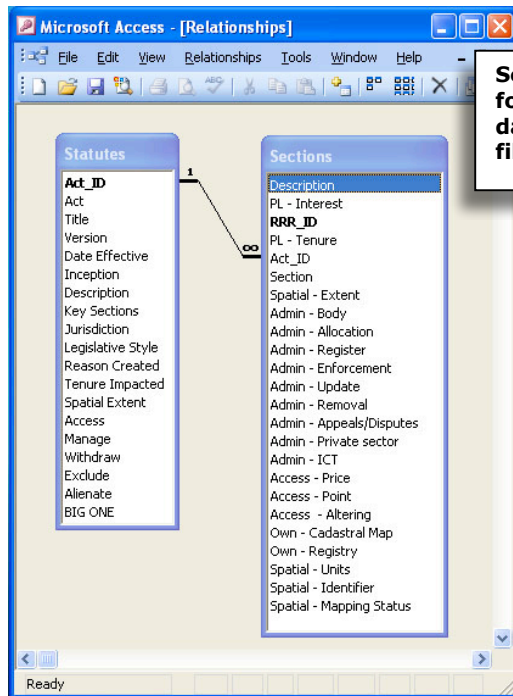 Microsoft Access - [Relationships]
File Edit View Relationships Tools Window Help
Statutes
Act_ID
Act
Title
Version
Date Effective
Inception
Description
Key Sections
Jurisdiction
Legislative Style
Reason Created
Tenure Impacted
Spatial Extent
Access
Manage
Withdraw
Exclude
Alienate
BIG ONE
1
∞
Sections
Description
PL - Interest
RRR_ID
PL - Tenure
Act_ID
Section
Spatial - Extent
Admin - Body
Admin - Allocation
Admin - Register
Admin - Enforcement
Admin - Update
Admin - Removal
Admin - Appeals/Disputes
Admin - Private sector
Admin - ICT
Access - Price
Access - Point
Access - Altering
Own - Cadastral Map
Own - Registry
Spatial - Units
Spatial - Identifier
Spatial - Mapping Status
Ready